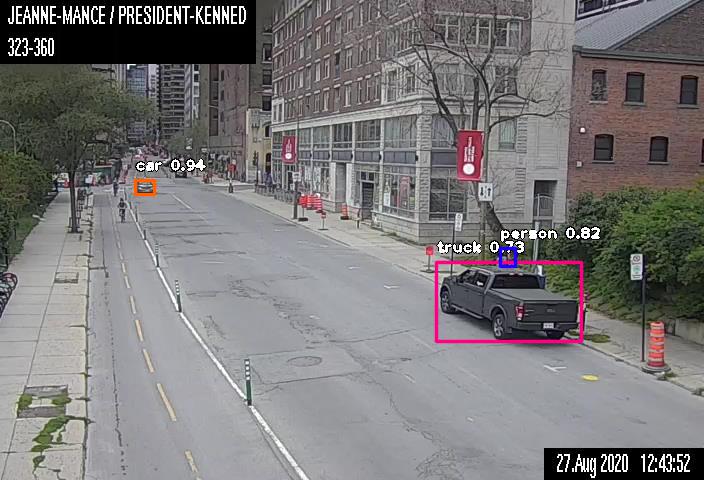 JEANNE-MANCE / PRESIDENT-KENNED
323-360
car 0.94
person 0.82
truck 0.73
27.Aug 2020 12:43:52